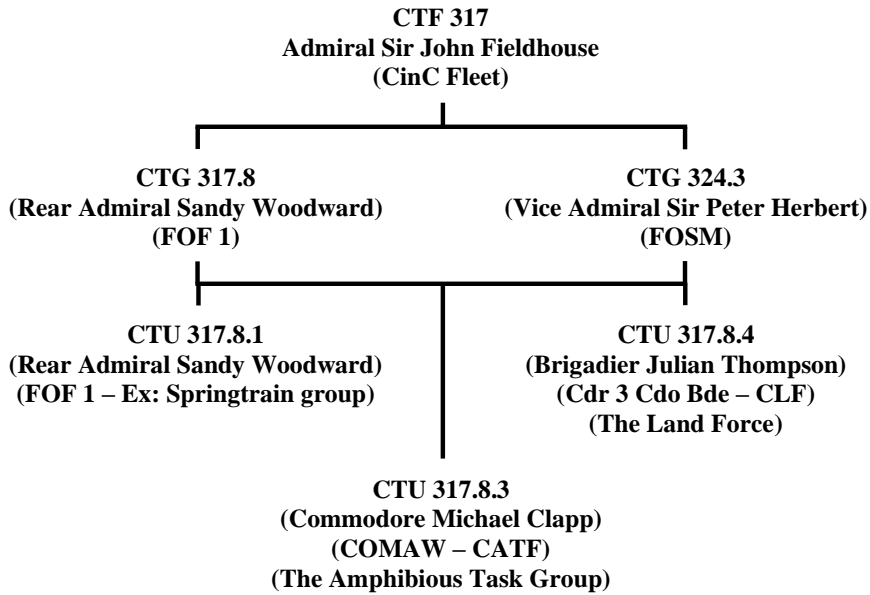 CTF 317
Admiral Sir John Fieldhouse
(CinC Fleet)
CTG 317.8
(Rear Admiral Sandy Woodward)
(FOF 1)
CTG 324.3
(Vice Admiral Sir Peter Herbert)
(FOSM)
CTU 317.8.1
(Rear Admiral Sandy Woodward)
(FOF 1 – Ex: Springtrain group)
CTU 317.8.4
(Brigadier Julian Thompson)
(Cdr 3 Cdo Bde – CLF)
(The Land Force)
CTU 317.8.3
(Commodore Michael Clapp)
(COMAW – CATF)
(The Amphibious Task Group)